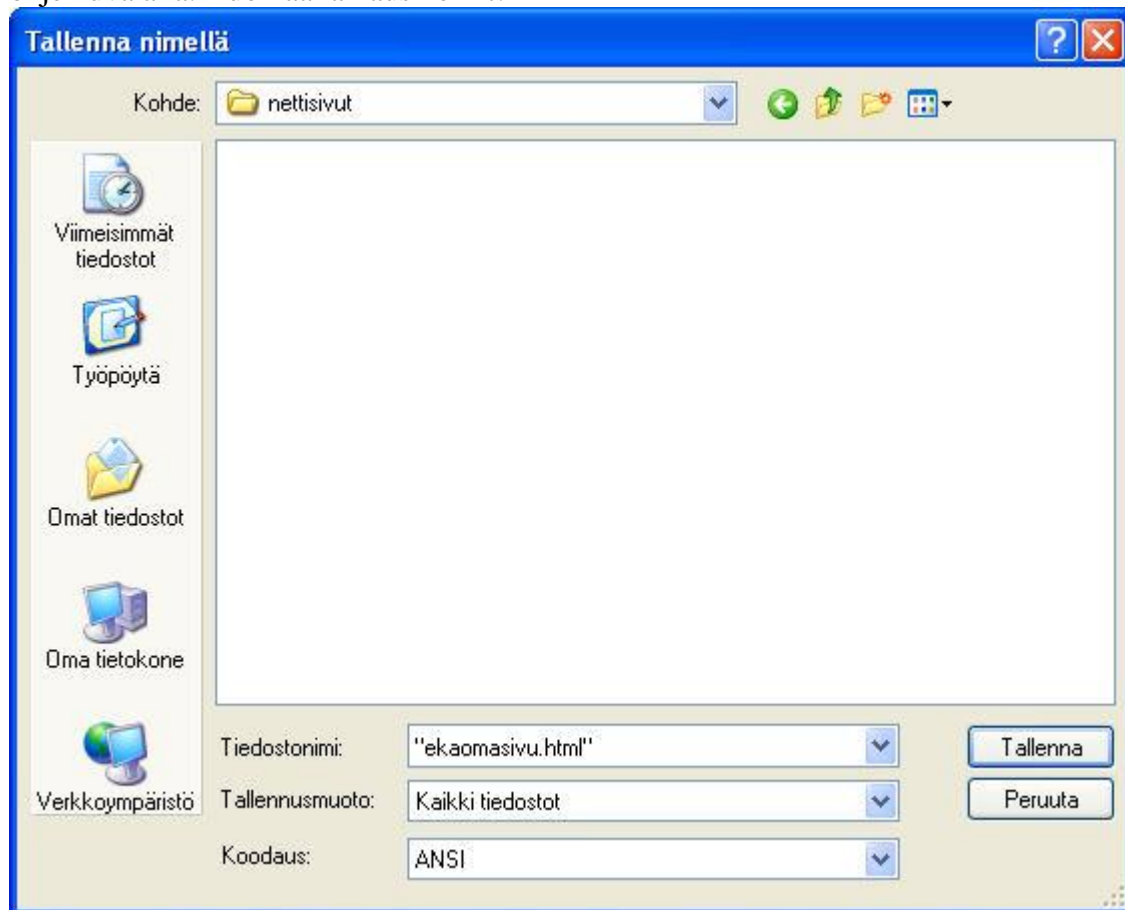 Tallenna nimellä
Kohde:
nettisivut
Viimeisimmät
tiedostot
Työpöytä
Omat tiedostot
Oma tietokone
Verkkoympäristö
Tiedostonimi:
"ekaomasivu.html"
Tallenna
Tallennusmuoto:
Kaikki tiedostot
Peruuta
Koodaus:
ANSI